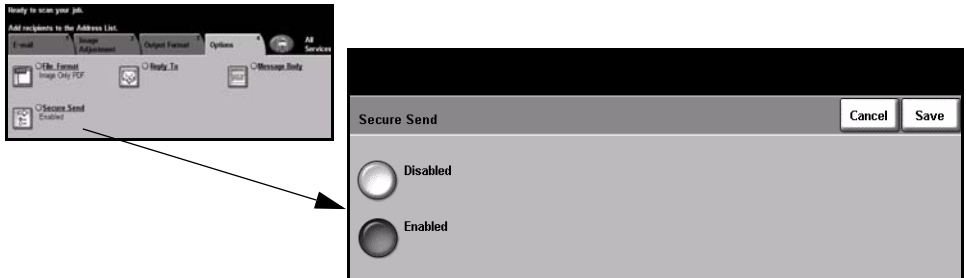 Ready to scan your job.
Add recipients to the Address List.
E-mail
Image Adjustment
Output Format
Options
All Services
File Format
Image Only PDF
Reply To
Message Body
Secure Send
Enabled
Secure Send
Cancel
Save
Disabled
Enabled